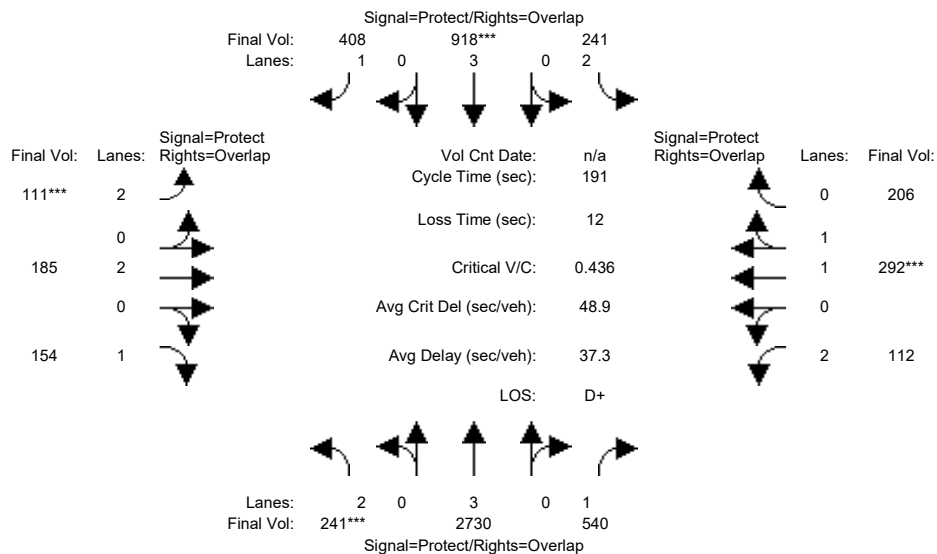 Signal=Protect/Rights=Overlap
Final Vol: 408 918*** 241
Lanes: 1 0 3 0 2
Signal=Protect
Final Vol: Lanes: Rights=Overlap
Vol Cnt Date: n/a
Signal=Protect
Rights=Overlap Lanes: Final Vol:
Cycle Time (sec): 191
111*** 2
0 206
Loss Time (sec): 12
0
1
185 2
Critical V/C: 0.436
1 292***
0
Avg Crit Del (sec/veh): 48.9
0
154 1
Avg Delay (sec/veh): 37.3
2 112
LOS: D+
Lanes: 2 0 3 0 1
Final Vol: 241*** 2730 540
Signal=Protect/Rights=Overlap